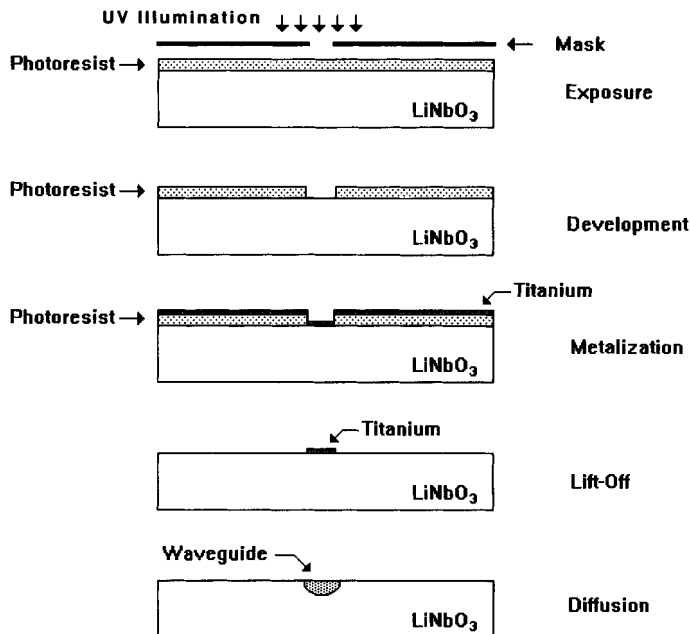 UV Illumination
Mask
Photoresist
Exposure
LiNbO3
Photoresist
Development
LiNbO3
Titanium
Photoresist
Metalization
LiNbO3
Titanium
Lift-Off
LiNbO3
Waveguide
Diffusion
LiNbO3